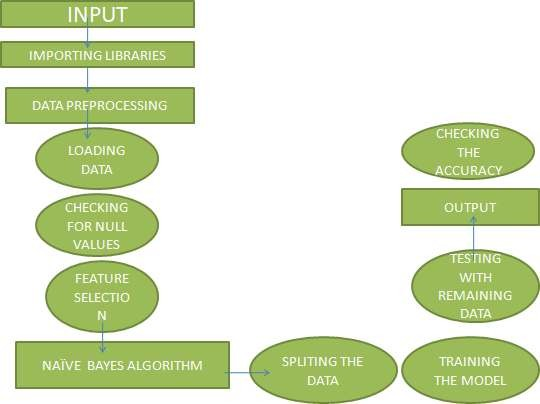 INPUT
IMPORTING LIBRARIES
DATA PREPROCESSING
LOADING
DATA
CHECKING
FOR NULL
VALUES
FEATURE
SELECTIO
N
NAÏVE BAYES ALGORITHM
SPLITING THE
DATA
TRAINING
THE MODEL
TESTING
WITH
REMAINING
DATA
OUTPUT
CHECKING
THE
ACCURACY